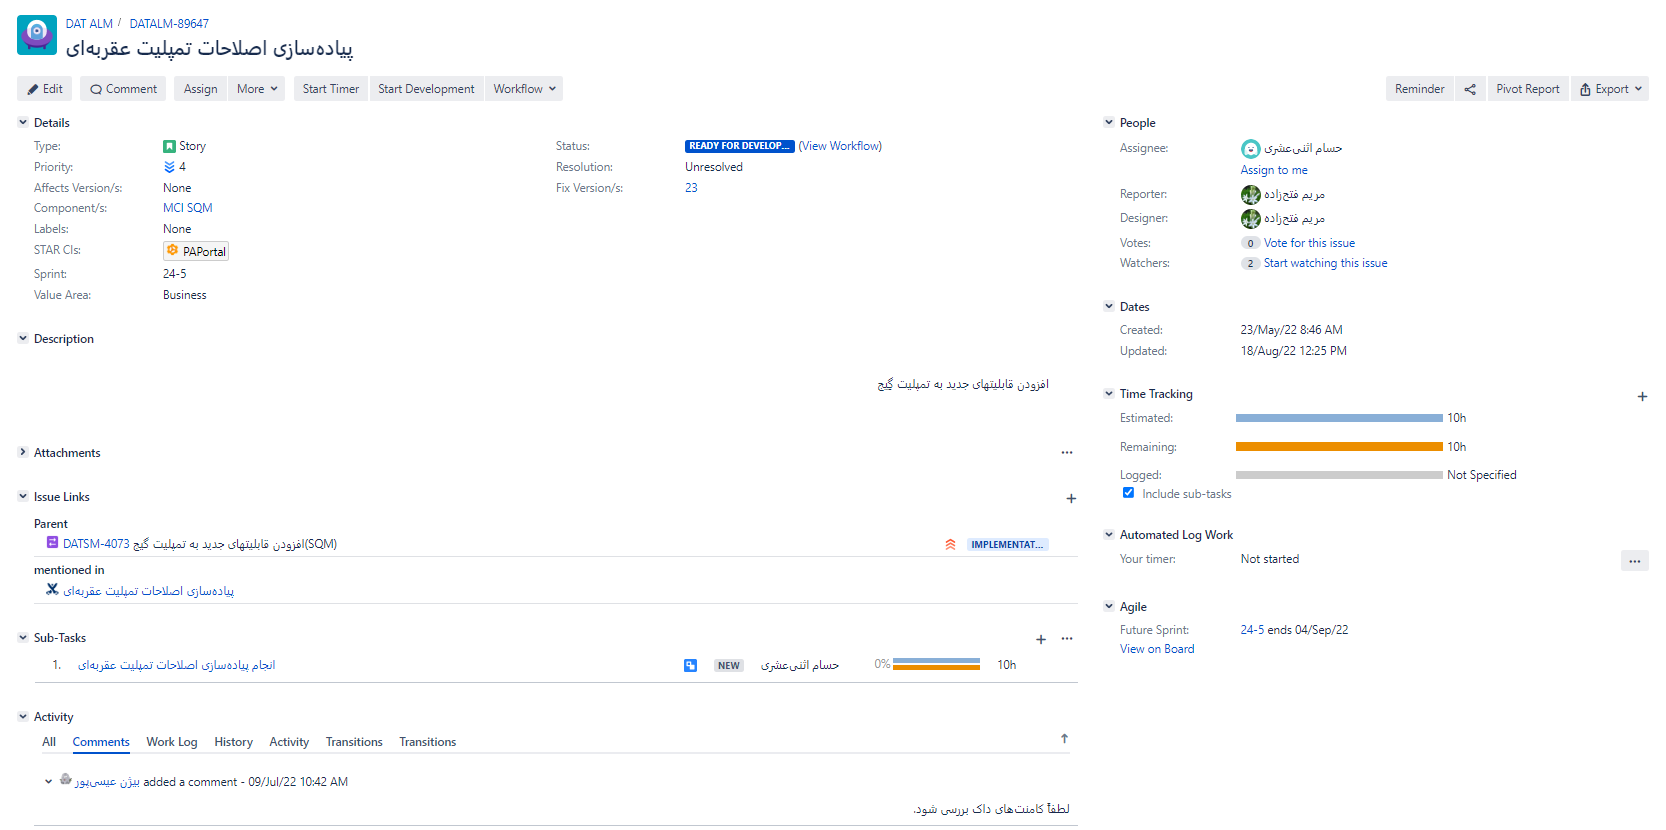 DAT ALM / DATALM-89647
پیاده‌سازی اصلاحات تمپلیت عقربه‌ای
Edit Comment Assign More Start Timer Start Development Workflow Reminder Pivot Report Export
Details
Type: Story
Priority: 4
Affects Version/s: None
Component/s: MCI SQM
Labels: None
STAR CIs: PAPortal
Sprint: 24-5
Value Area: Business
Status: READY FOR DEVELOP... (View Workflow)
Resolution: Unresolved
Fix Version/s: 23
Description
افزودن قابلیتهای جدید به تمپلیت گیج
Attachments
Issue Links
Parent
DATSM-4073 افزودن قابلیتهای جدید به تمپلیت گیج(SQM) IMPLEMENTAT...
mentioned in
پیاده‌سازی اصلاحات تمپلیت عقربه‌ای
Sub-Tasks
1. انجام پیاده‌سازی اصلاحات تمپلیت عقربه‌ای NEW حسام اثنی‌عشری 0% 10h
Activity
All Comments Work Log History Activity Transitions Transitions
بیژن عیسی‌پور added a comment - 09/Jul/22 10:42 AM
لطفاً کامنت‌های داک بررسی شود.
People
Assignee: حسام اثنی‌عشری
Assign to me
Reporter: مریم فتح‌زاده
Designer: مریم فتح‌زاده
Votes: 0 Vote for this issue
Watchers: 2 Start watching this issue
Dates
Created: 23/May/22 8:46 AM
Updated: 18/Aug/22 12:25 PM
Time Tracking
Estimated: 10h
Remaining: 10h
Logged: Not Specified
Include sub-tasks
Automated Log Work
Your timer: Not started
Agile
Future Sprint: 24-5 ends 04/Sep/22
View on Board